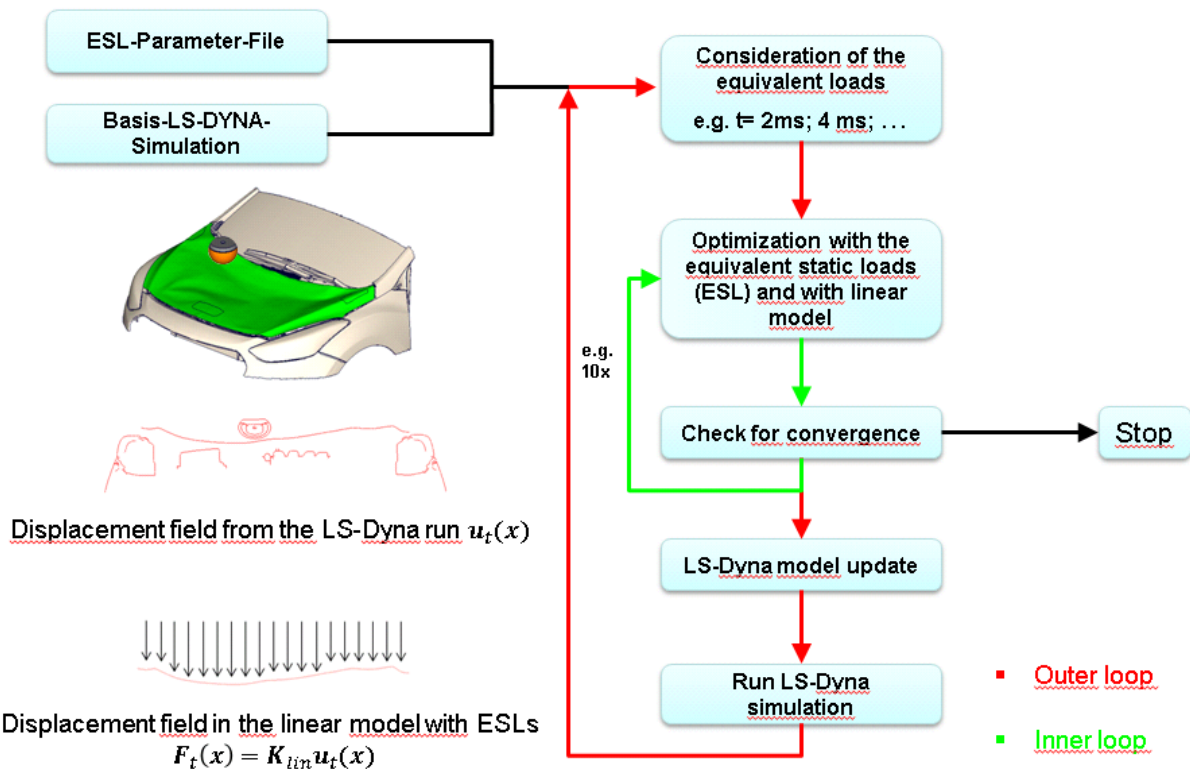 ESL-Parameter-File
Basis-LS-DYNA-
Simulation
Consideration of the
equivalent loads
e.g. t= 2ms; 4 ms; …
Optimization with the
equivalent static loads
(ESL) and with linear
model
e.g.
10x
Check for convergence
Stop
Displacement field from the LS-Dyna run u_t(x)
LS-Dyna model update
Run LS-Dyna
simulation
Displacement field in the linear model with ESLs
F_t(x) = K_{lin}u_t(x)
▪ Outer loop
▪ Inner loop